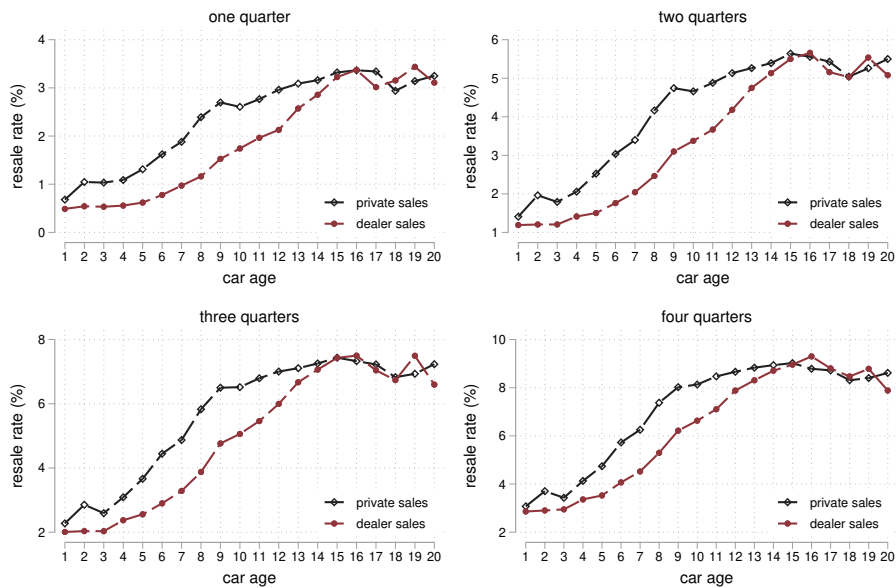 one quarter
resale rate (%)
4
3
2
1
0
private sales
dealer sales
1 2 3 4 5 6 7 8 9 10 11 12 13 14 15 16 17 18 19 20
car age
two quarters
resale rate (%)
6
5
4
3
2
1
private sales
dealer sales
1 2 3 4 5 6 7 8 9 10 11 12 13 14 15 16 17 18 19 20
car age
three quarters
resale rate (%)
8
6
4
2
private sales
dealer sales
1 2 3 4 5 6 7 8 9 10 11 12 13 14 15 16 17 18 19 20
car age
four quarters
resale rate (%)
10
8
6
4
2
private sales
dealer sales
1 2 3 4 5 6 7 8 9 10 11 12 13 14 15 16 17 18 19 20
car age